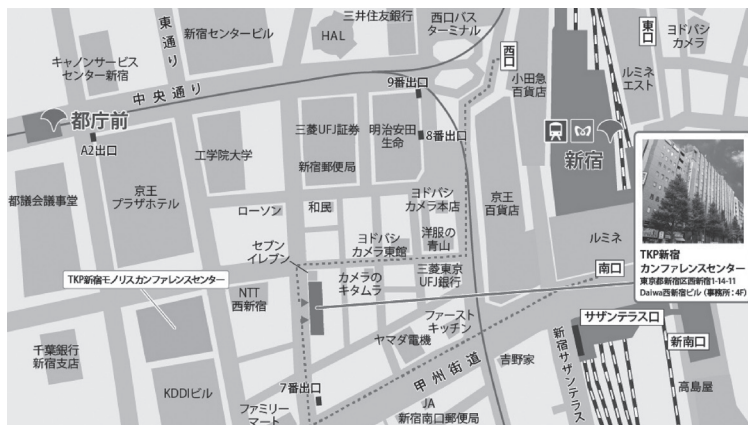 東通り
新宿センタービル
三井住友銀行
HAL
西口バス
ターミナル
西口
東口
ヨドバシ
カメラ
キャノンサービス
センター新宿
中央通り
小田急
百貨店
ルミネ
エスト
9番出口
都庁前
A2出口
工学院大学
三菱UFJ証券
新宿郵便局
明治安田
生命
8番出口
新宿
都議会議事堂
京王
プラザホテル
ローソン
和民
ヨドバシ
カメラ本店
京王
百貨店
セブン
イレブン
ヨドバシ
カメラ東館
洋服の
青山
ルミネ
TKP新宿
カンファレンスセンター
東京都新宿区西新宿1-14-11
Daiwa西新宿ビル(事務所:4F)
TKP新宿モノリスカンファレンスセンター
NTT
西新宿
カメラの
キタムラ
三菱東京
UFJ銀行
南口
ファースト
キッチン
サザンテラス口
新南口
千葉銀行
新宿支店
ヤマダ電機
甲州街道
吉野家
新宿サザンテラス
高島屋
KDDIビル
7番出口
ファミリー
マート
JA
新宿南口郵便局